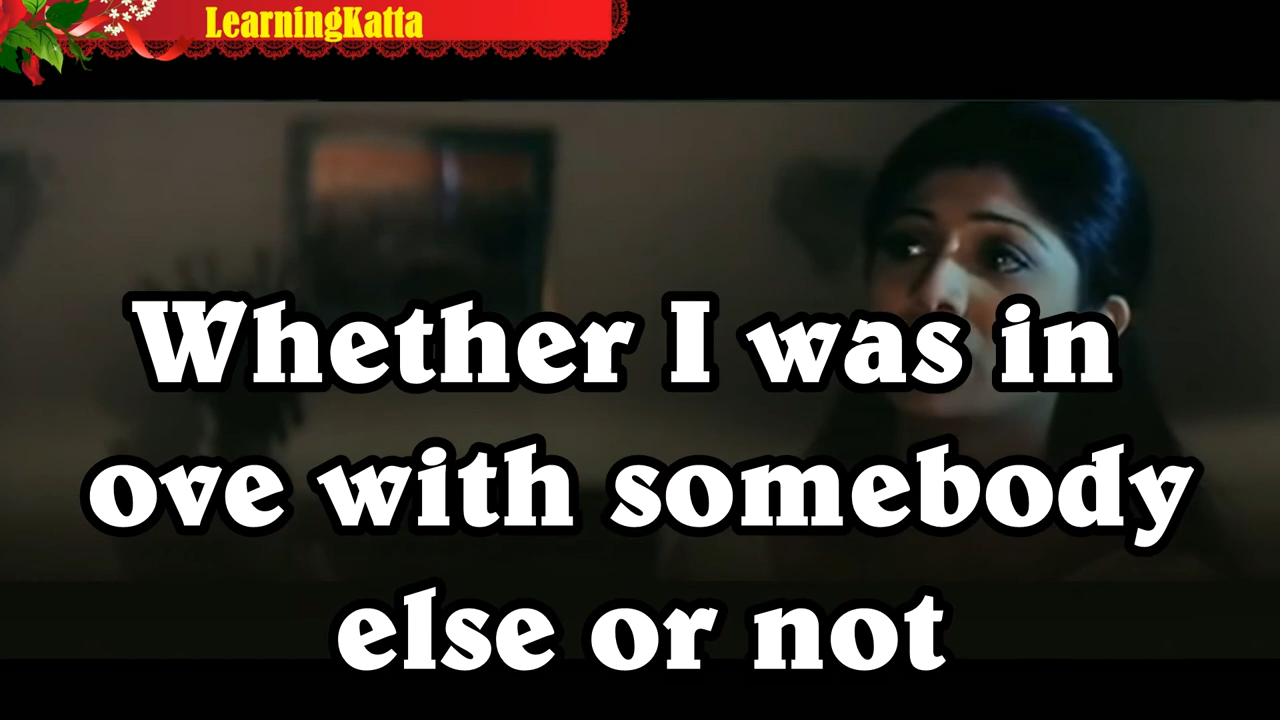 LearningKatta
Whether I was in
ove with somebody
else or not